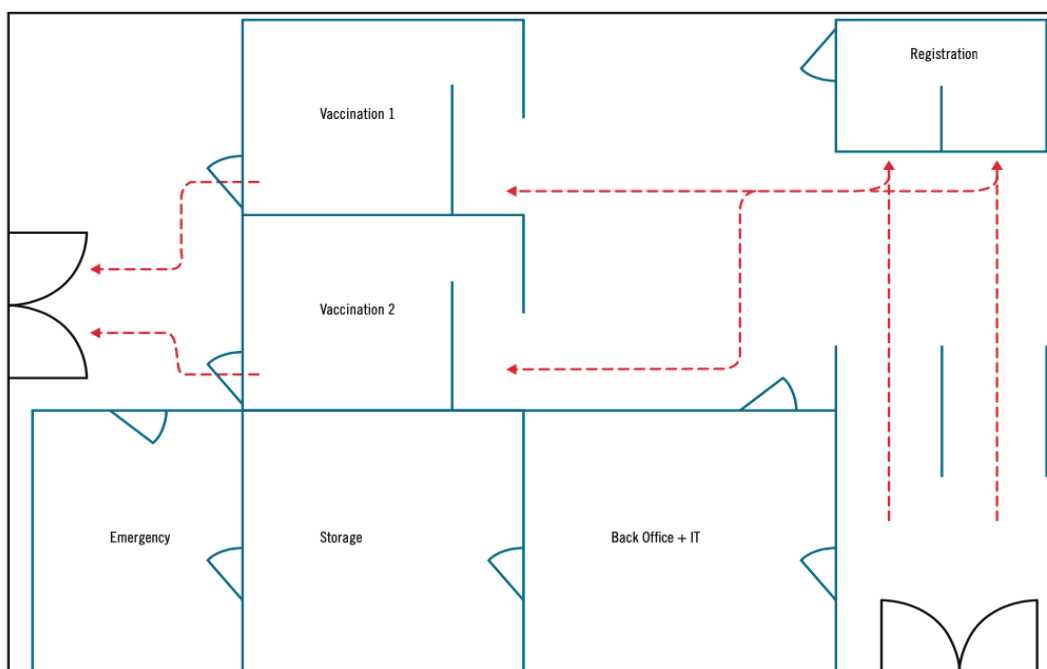 Registration
Vaccination 1
Vaccination 2
Emergency
Storage
Back Office + IT